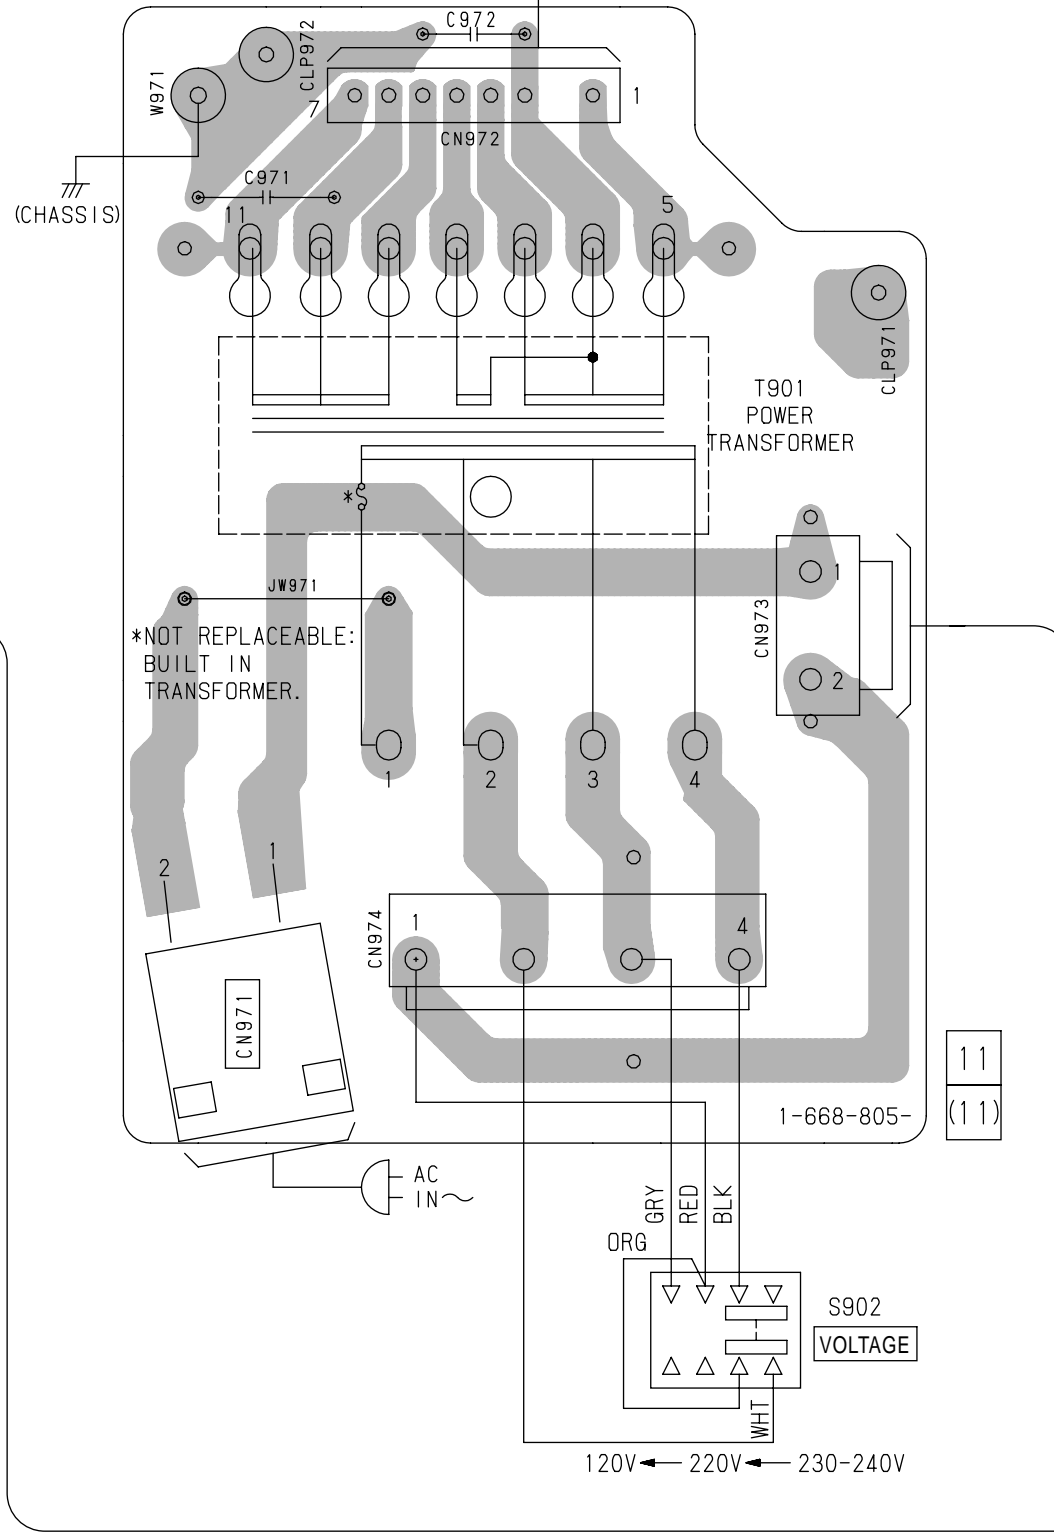 C972
CLP972
W971
7
1
CN972
C971
(CHASSIS)
11
5
CLP971
T901
POWER
TRANSFORMER
*
1
JW971
CN973
*NOT REPLACEABLE:
BUILT IN
TRANSFORMER.
2
1
2
3
4
2
1
CN974
1
4
CN971
11
(11)
1-668-805-
AC
IN～
GRY
RED
BLK
ORG
S902
VOLTAGE
WHT
120V ← 220V ← 230-240V